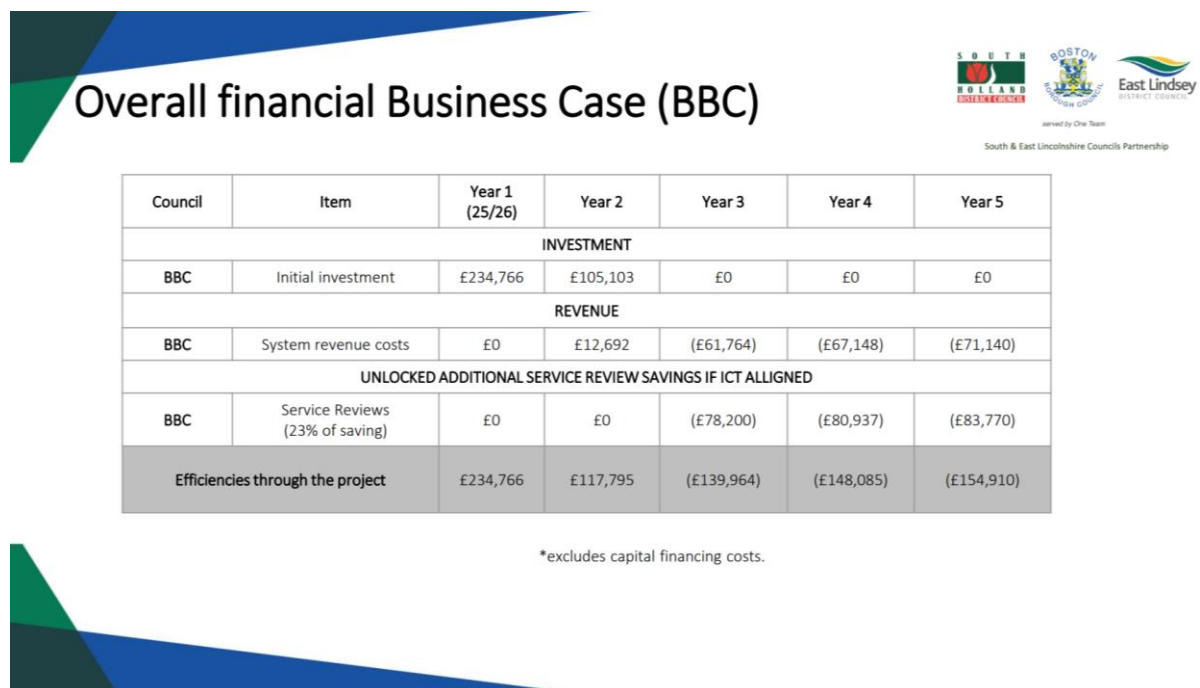 Overall financial Business Case (BBC)
SOUTH
HOLLAND
DISTRICT COUNCIL
BOSTON
BOROUGH COUNCIL
served by One Team
East Lindsey
DISTRICT COUNCIL
South & East Lincolnshire Councils Partnership
Council Item Year 1 (25/26) Year 2 Year 3 Year 4 Year 5
INVESTMENT
BBC Initial investment £234,766 £105,103 £0 £0 £0
REVENUE
BBC System revenue costs £0 £12,692 (£61,764) (£67,148) (£71,140)
UNLOCKED ADDITIONAL SERVICE REVIEW SAVINGS IF ICT ALLIGNED
BBC Service Reviews (23% of saving) £0 £0 (£78,200) (£80,937) (£83,770)
Efficiencies through the project £234,766 £117,795 (£139,964) (£148,085) (£154,910)
*excludes capital financing costs.